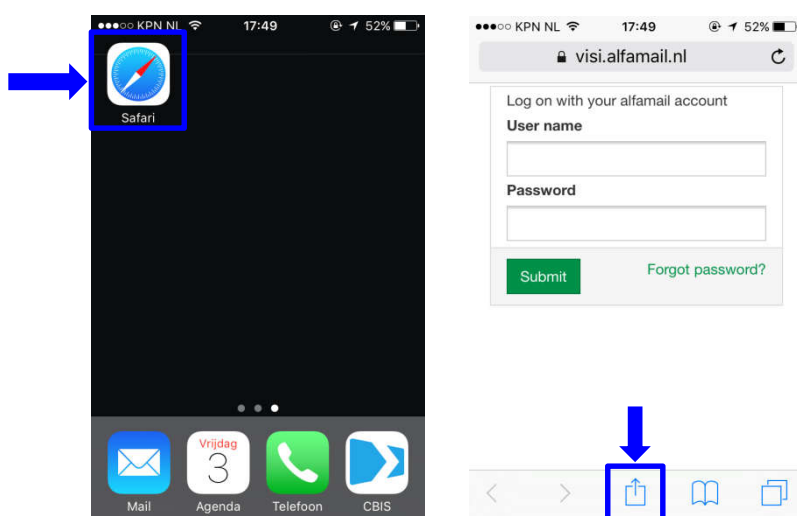 ●●●○○ KPN NL 17:49 52%
Safari
Vrijdag
3
Mail Agenda Telefoon CBIS
●●●○○ KPN NL 17:49 52%
visi.alfamail.nl
Log on with your alfamail account
User name
Password
Submit Forgot password?